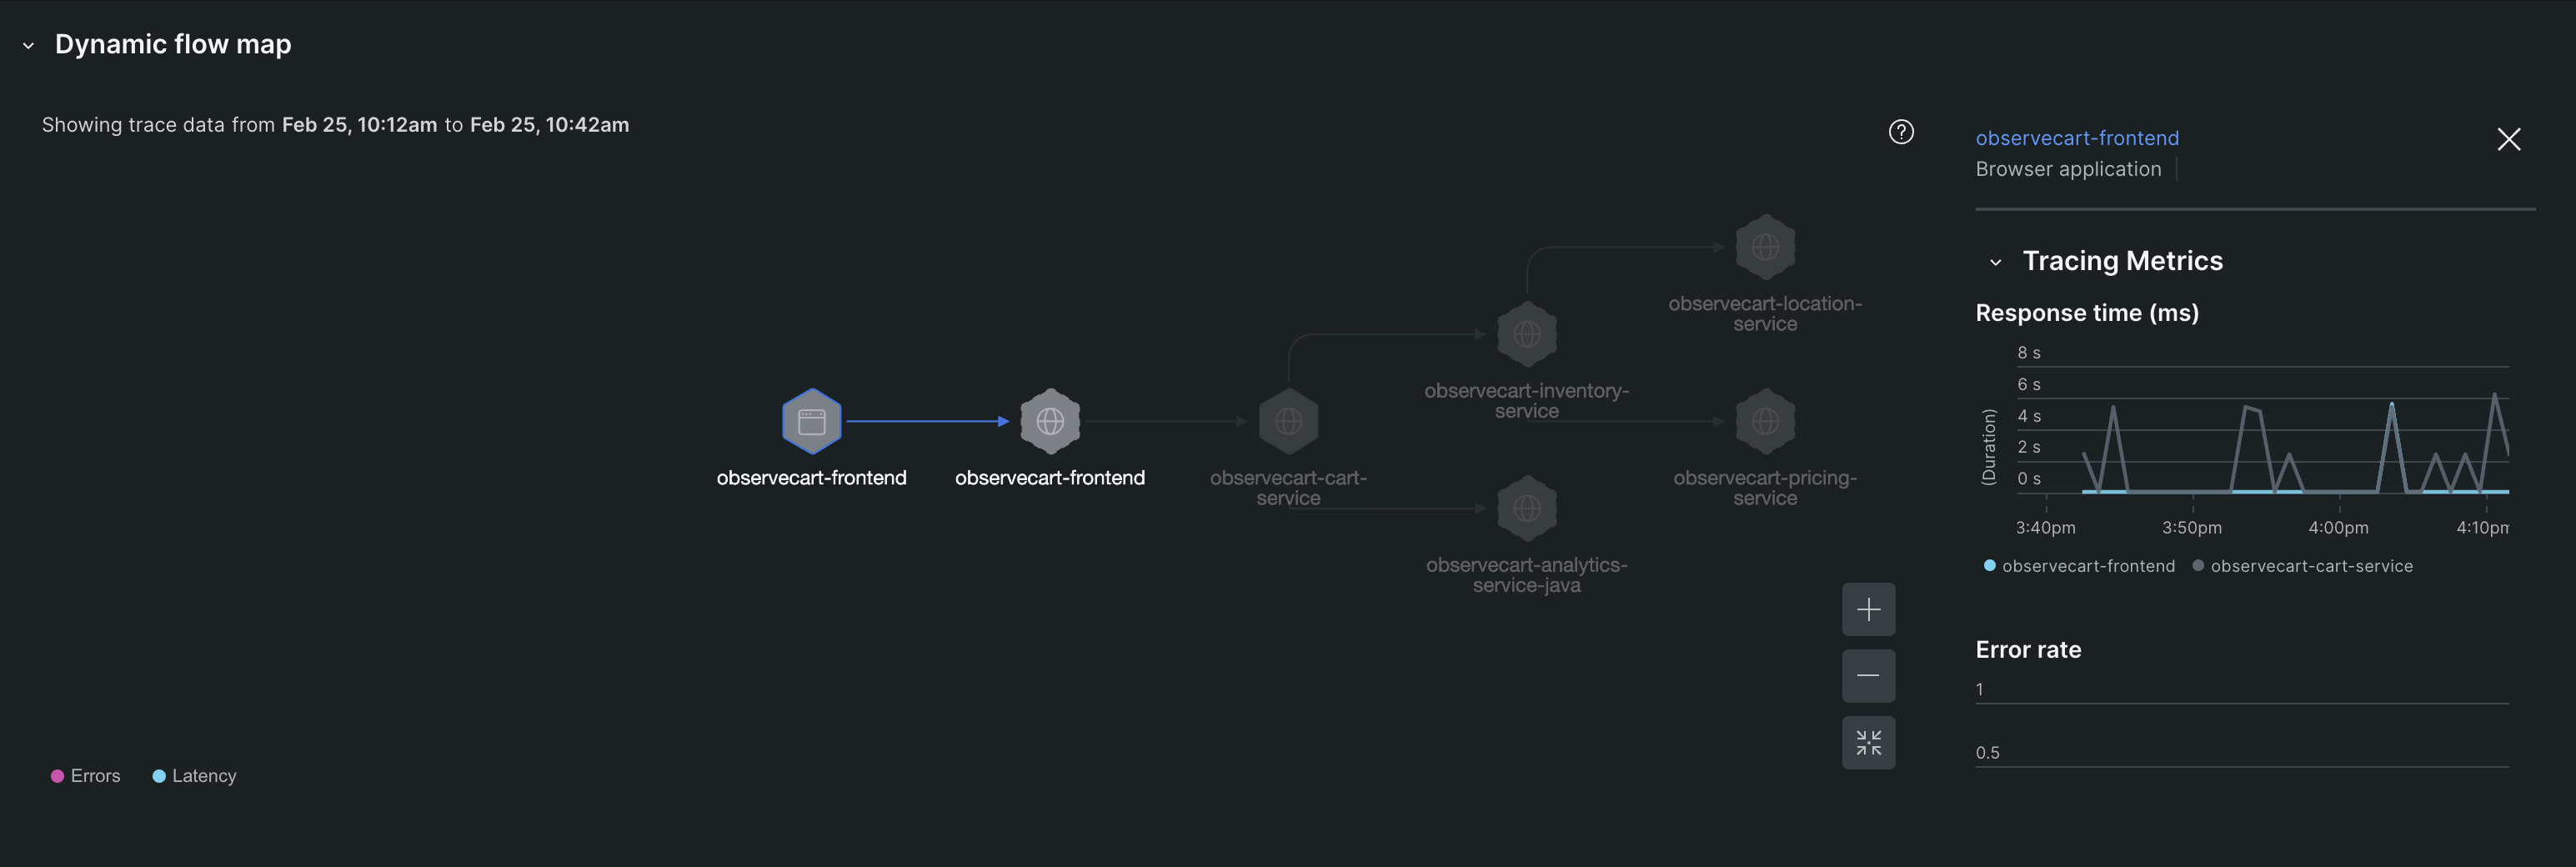 Dynamic flow map
Showing trace data from Feb 25, 10:12am to Feb 25, 10:42am
observecart-frontend
observecart-frontend
observecart-cart-
service
observecart-inventory-
service
observecart-analytics-
service-java
observecart-location-
service
observecart-pricing-
service
Errors
Latency
?
observecart-frontend
Browser application
Tracing Metrics
Response time (ms)
(Duration)
8 s
6 s
4 s
2 s
0 s
3:40pm 3:50pm 4:00pm 4:10pm
observecart-frontend observecart-cart-service
Error rate
1
0.5